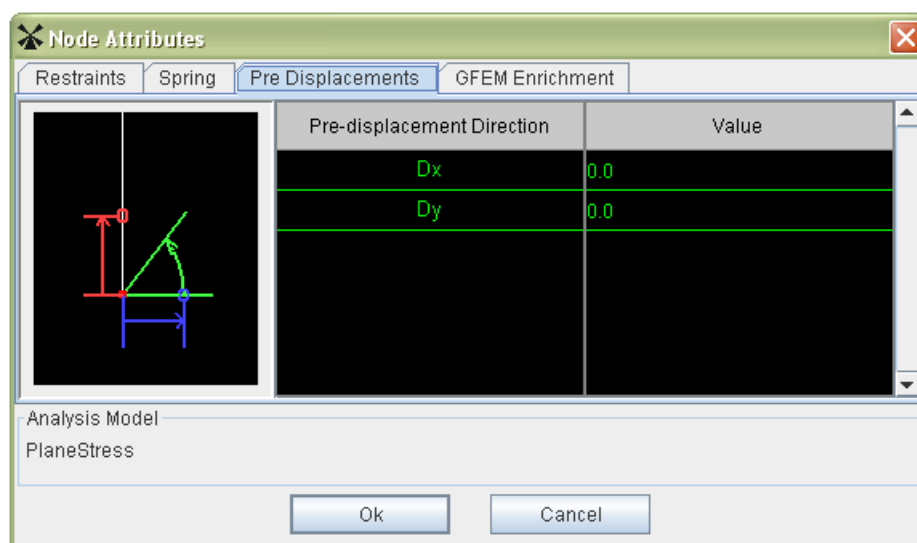 Node Attributes
Restraints Spring Pre Displacements GFEM Enrichment
Pre-displacement Direction Value
Dx 0.0
Dy 0.0
Analysis Model
PlaneStress
Ok Cancel